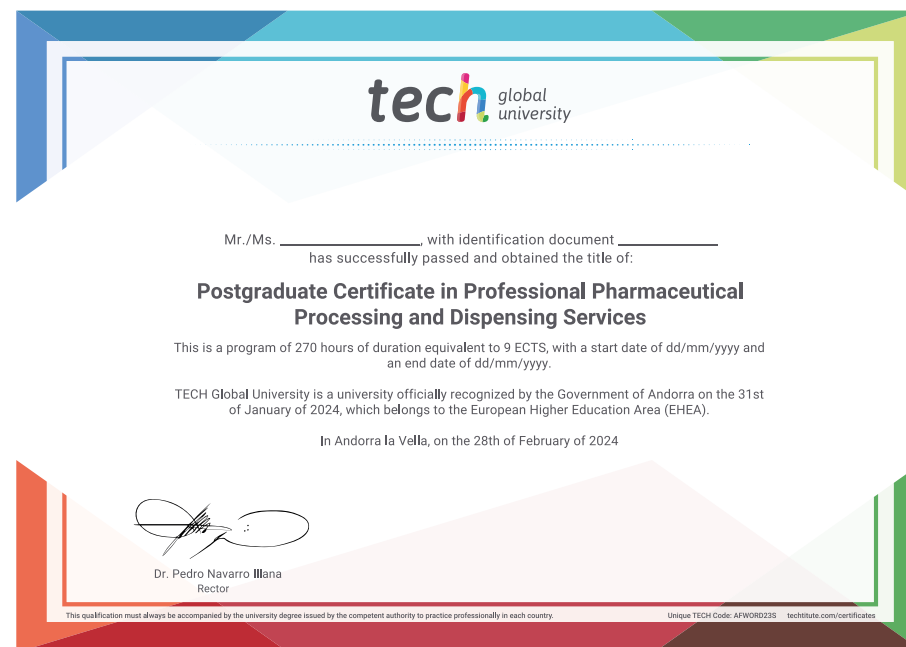 tech global university
Mr./Ms. ____________, with identification document ____________
has successfully passed and obtained the title of:
Postgraduate Certificate in Professional Pharmaceutical
Processing and Dispensing Services
This is a program of 270 hours of duration equivalent to 9 ECTS, with a start date of dd/mm/yyyy and
an end date of dd/mm/yyyy.
TECH Global University is a university officially recognized by the Government of Andorra on the 31st
of January of 2024, which belongs to the European Higher Education Area (EHEA).
In Andorra la Vella, on the 28th of February of 2024
Dr. Pedro Navarro Illana
Rector
This qualification must always be accompanied by the university degree issued by the competent authority to practice professionally in each country.
Unique TECH Code: AFWORD23S techtitute.com/certificates